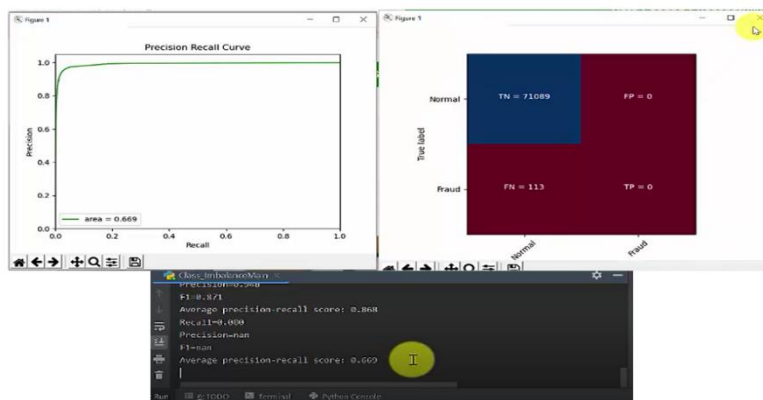 Figure 1
Precision Recall Curve
1.0
0.8
0.6
0.4
0.2
0.0
Precision
area = 0.669
0.0 0.2 0.4 0.6 0.8 1.0
Recall
Figure 1
Normal
TN = 71089
FP = 0
True label
Fraud
FN = 113
TP = 0
Normal
Fraud
Class_ImbalanceMain
F1=0.871
Average precision-recall score: 0.868
Recall=0.000
Precision=nan
F1=nan
Average precision-recall score: 0.669
Run
6: TODO
Terminal
Python Console